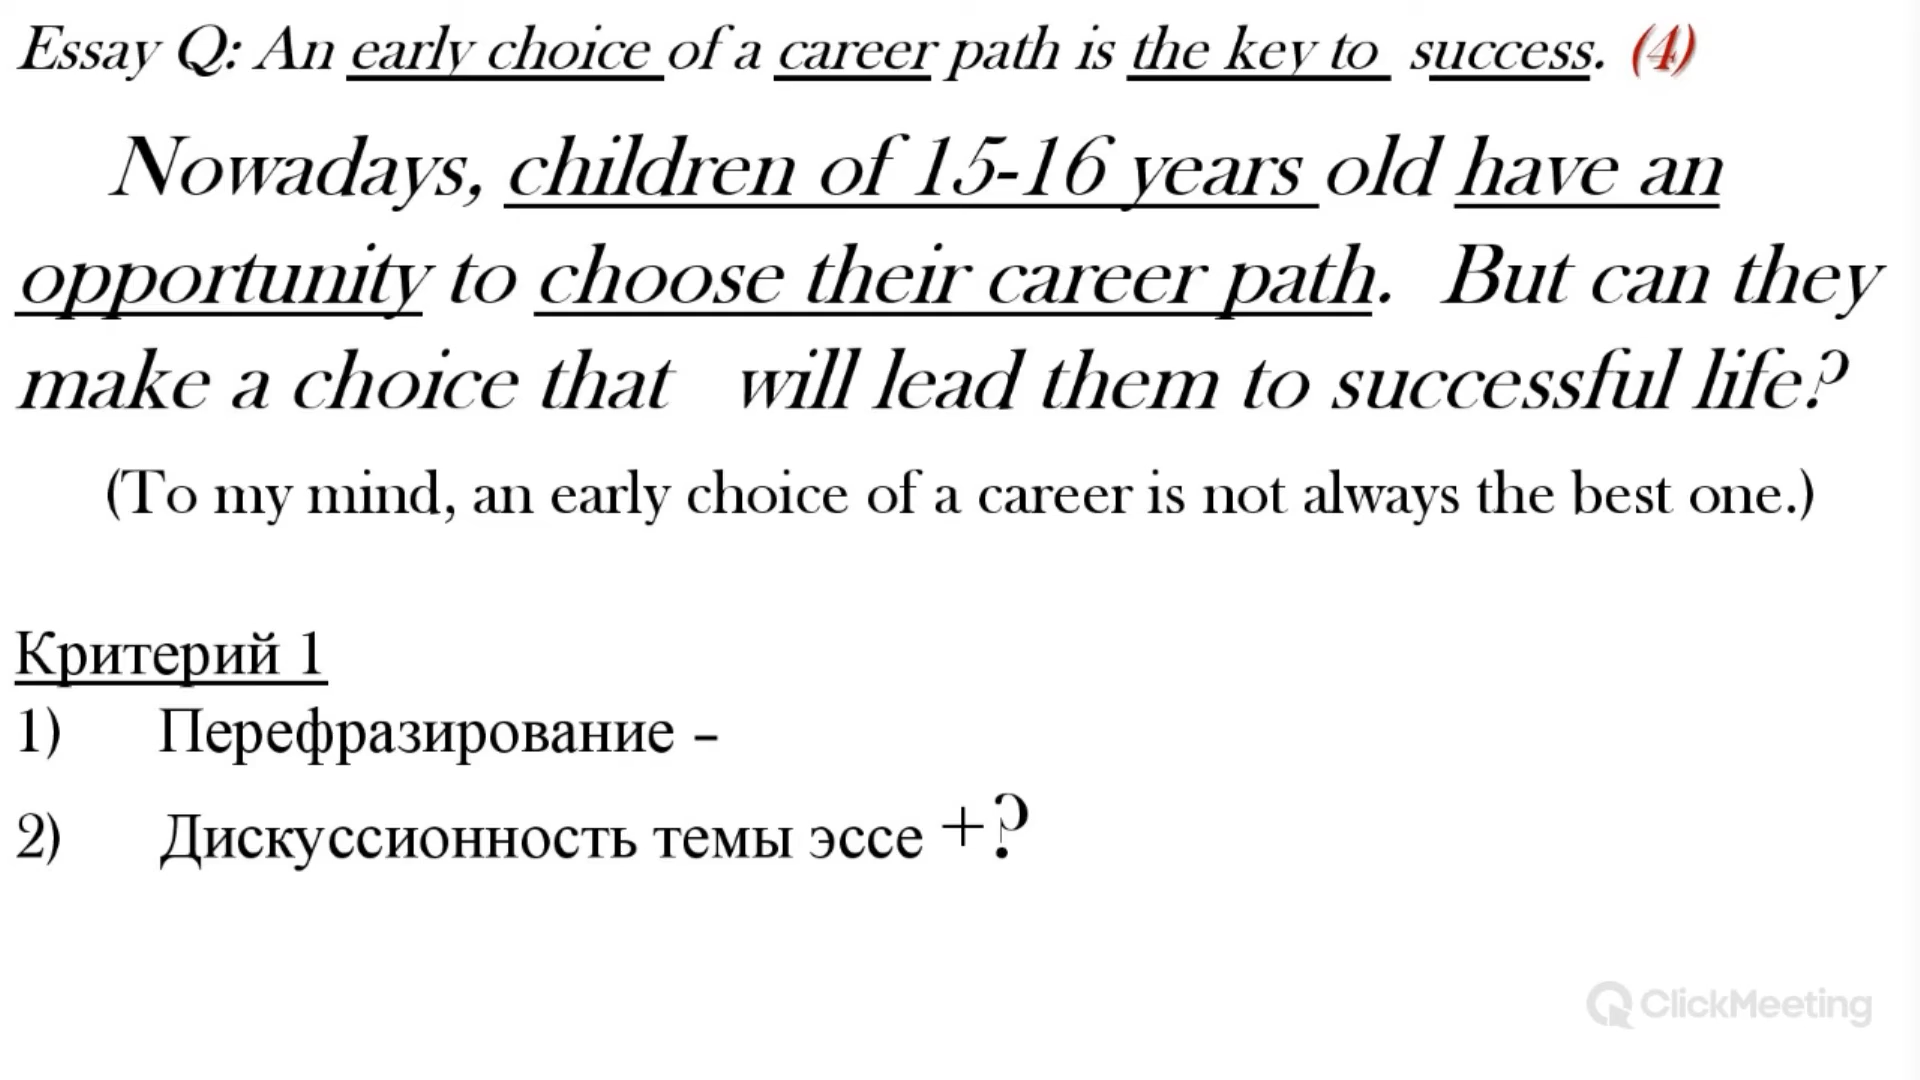 Essay Q: An early choice of a career path is the key to success. (4)
Nowadays, children of 15-16 years old have an
opportunity to choose their career path. But can they
make a choice that will lead them to successful life?
(To my mind, an early choice of a career is not always the best one.)
Критерий 1
1) Перефразирование –
2) Дискуссионность темы эссе +?
ClickMeeting